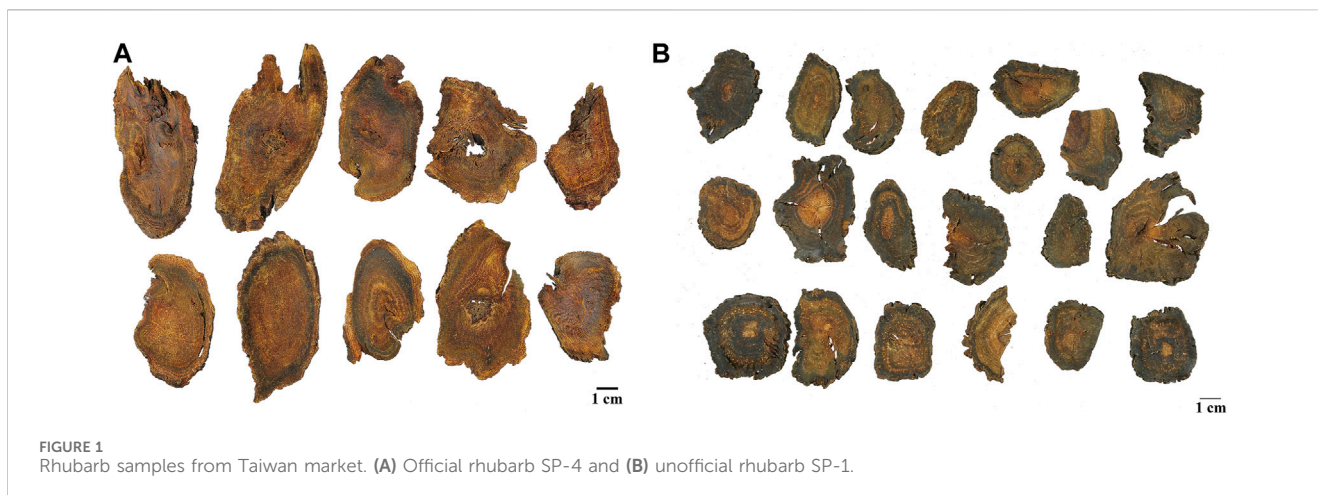 A
B
1 cm
1 cm
FIGURE 1
Rhubarb samples from Taiwan market. (A) Official rhubarb SP-4 and (B) unofficial rhubarb SP-1.